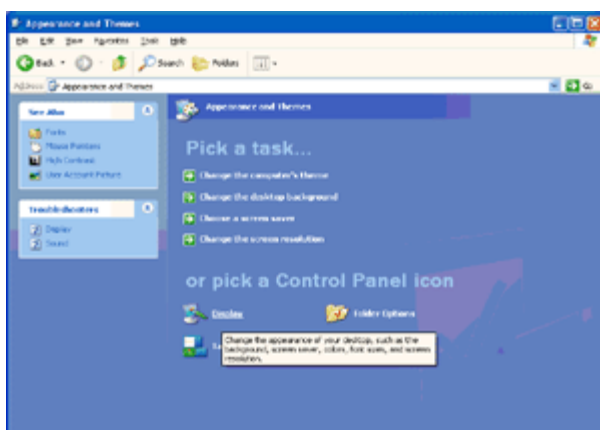 Appearance and Themes
File Edit View Favorites Tools Help
Back Search Folders
Address Appearance and Themes Go
See Also
Fonts
Mouse Pointers
High Contrast
User Account Picture
Troubleshooters
Display
Sound
Appearance and Themes
Pick a task...
Change the computer's theme
Change the desktop background
Choose a screen saver
Change the screen resolution
or pick a Control Panel icon
Display Folder Options
Change the appearance of your desktop, such as the
background, screen saver, colors, font sizes, and screen
resolution.